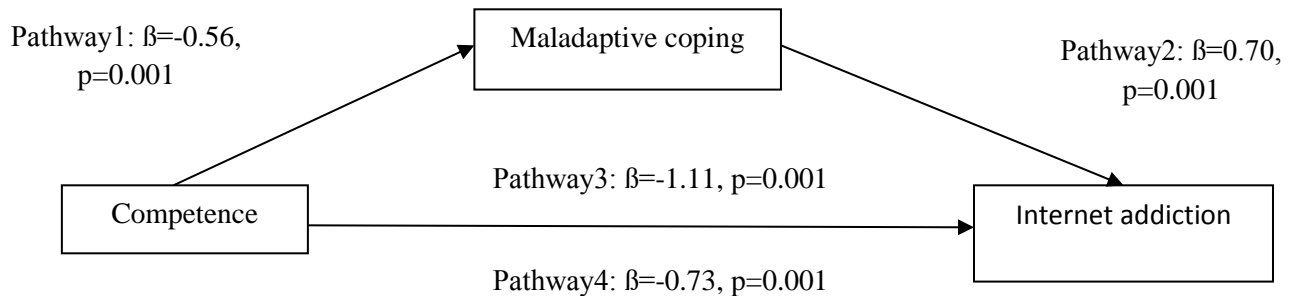 Maladaptive coping
Pathway1: ß=-0.56,
p=0.001
Pathway2: ß=0.70,
p=0.001
Pathway3: ß=-1.11, p=0.001
Competence
Internet addiction
Pathway4: ß=-0.73, p=0.001